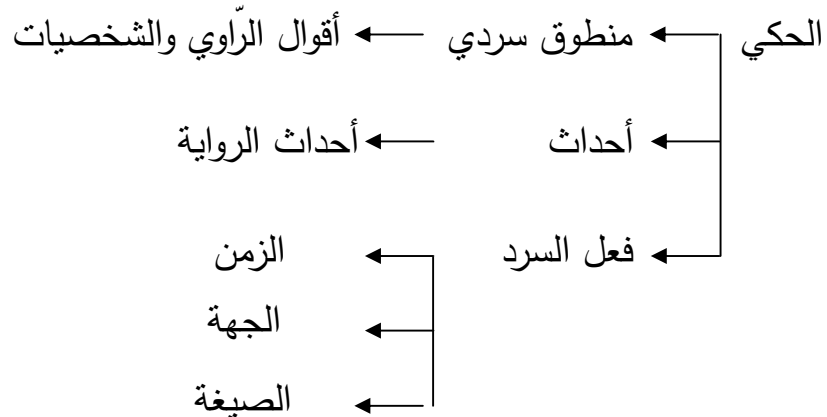 الحكي منطوق سردي أقوال الرّاوي والشخصيات
أحداث أحداث الرواية
فعل السرد الزمن
الجهة
الصيغة